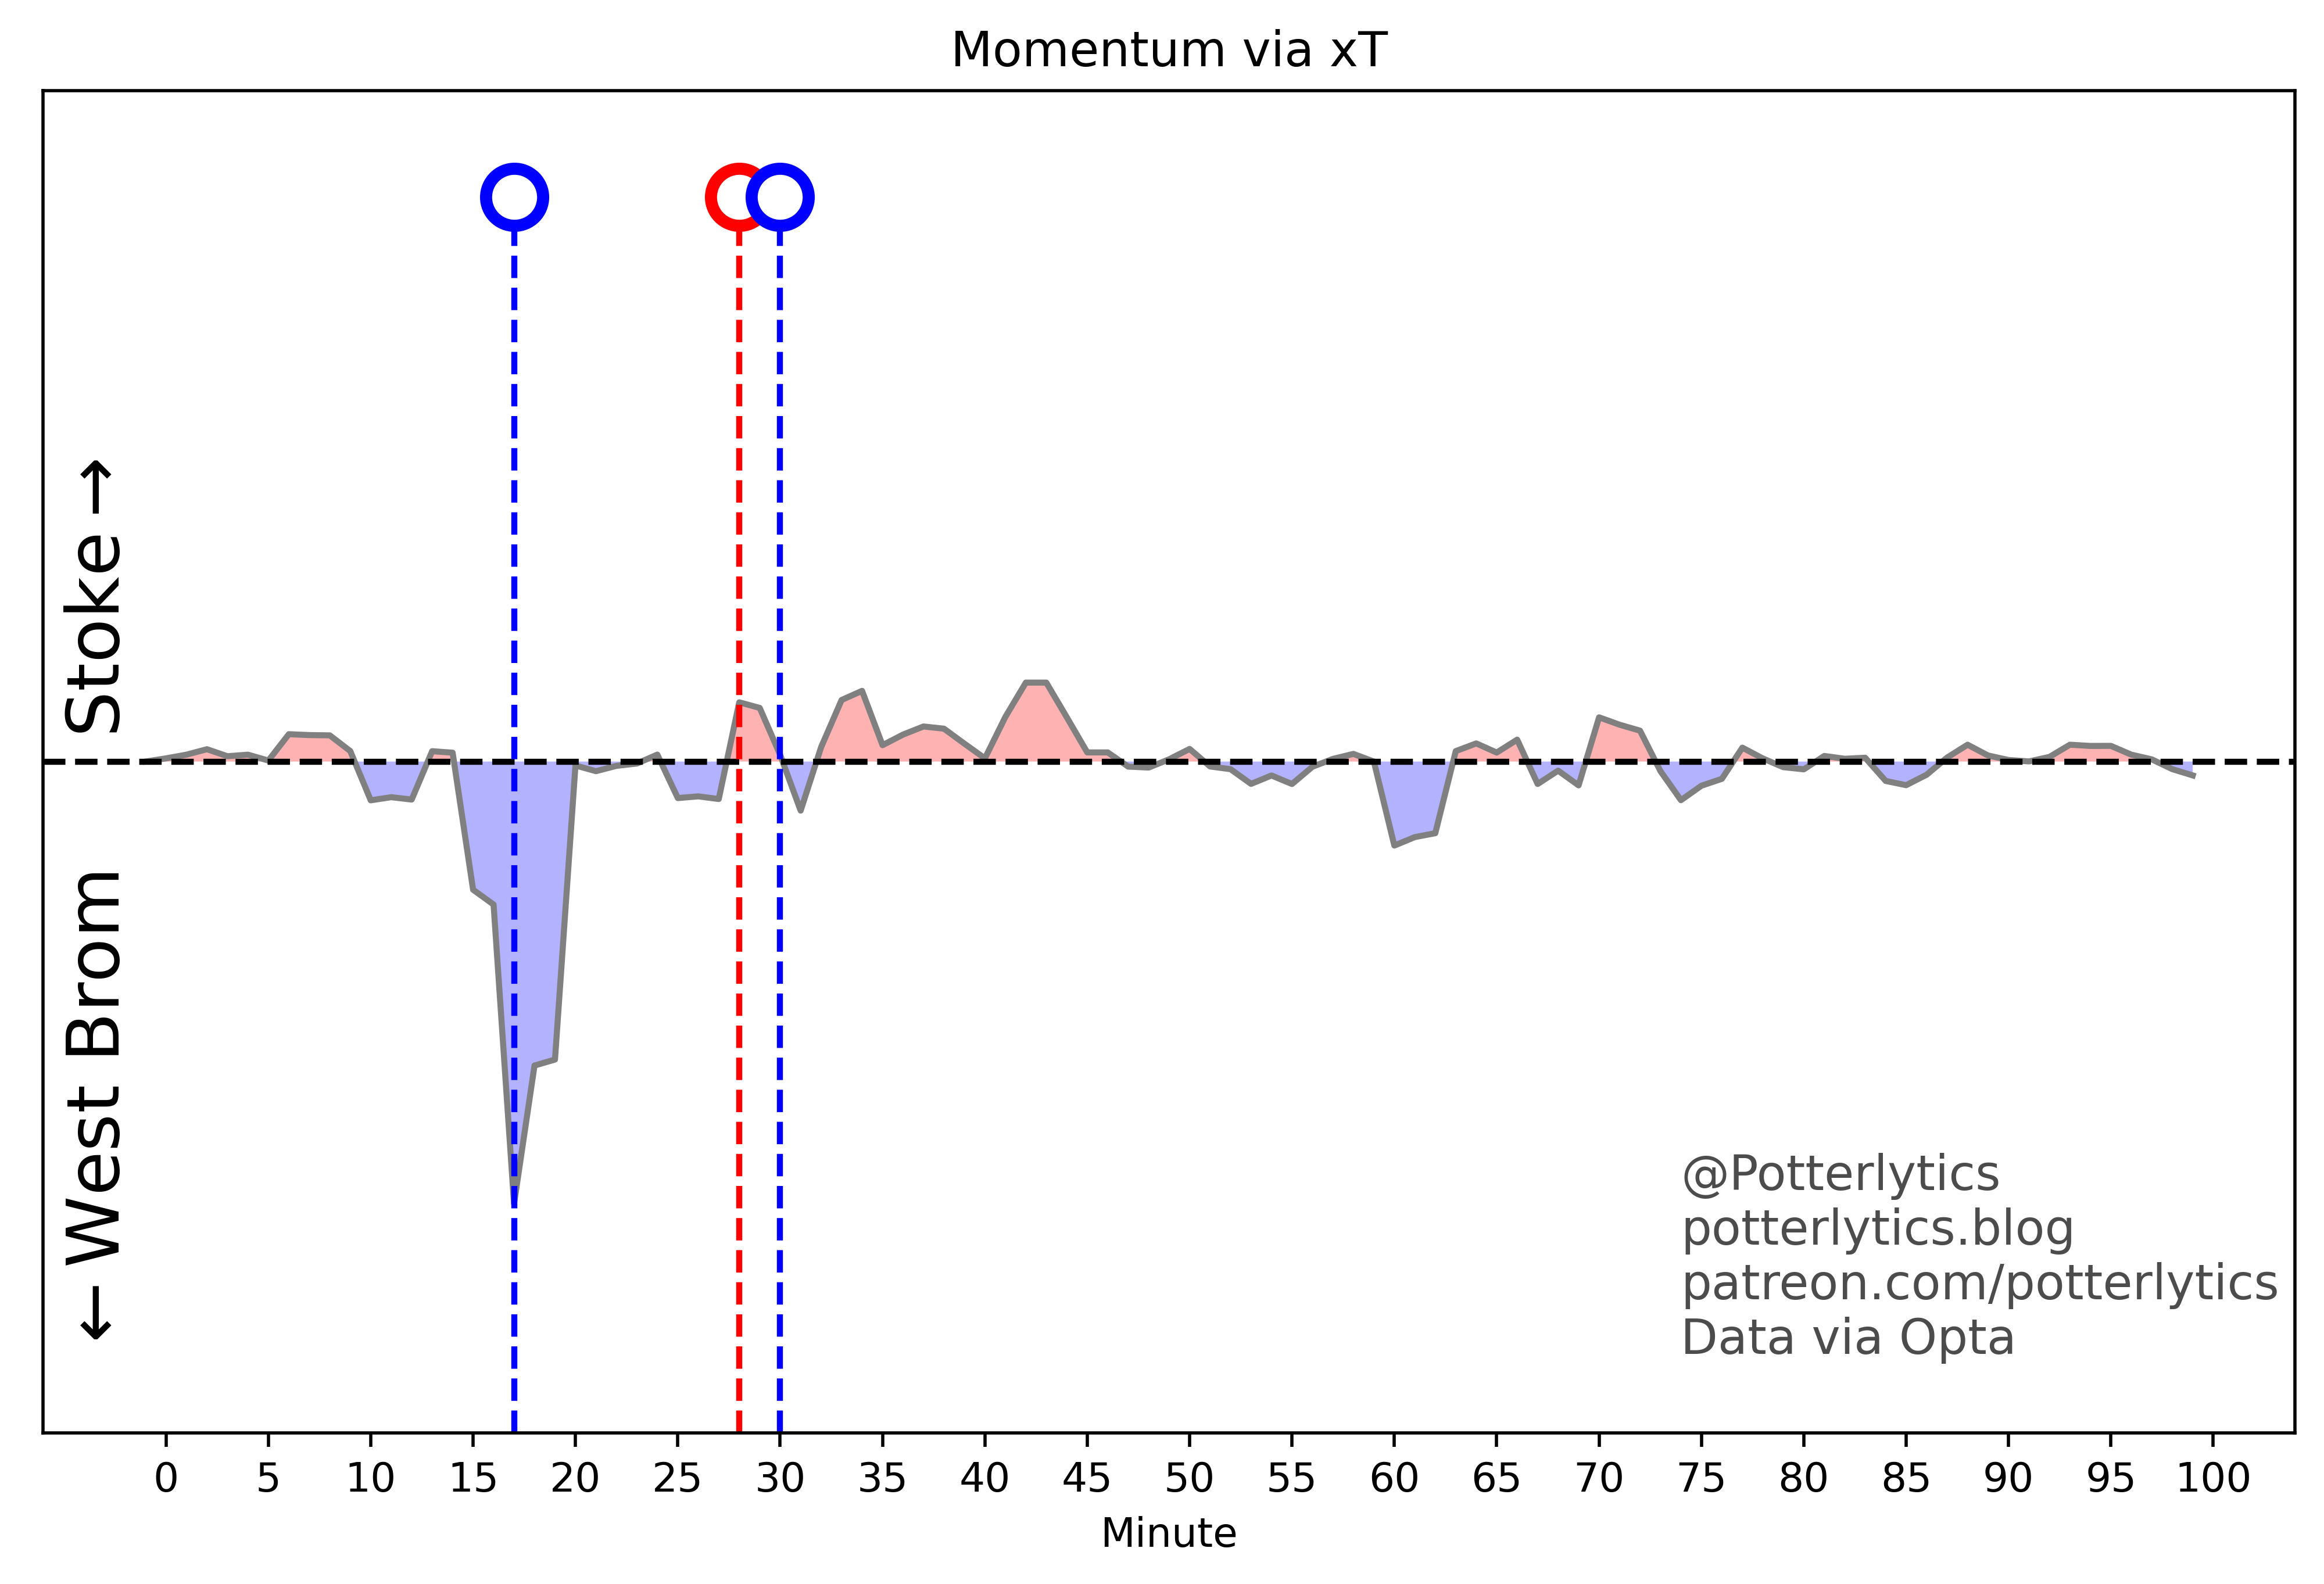 Momentum via xT
Stoke →
← West Brom
@Potterlytics
potterlytics.blog
patreon.com/potterlytics
Data via Opta
0 5 10 15 20 25 30 35 40 45 50 55 60 65 70 75 80 85 90 95 100
Minute